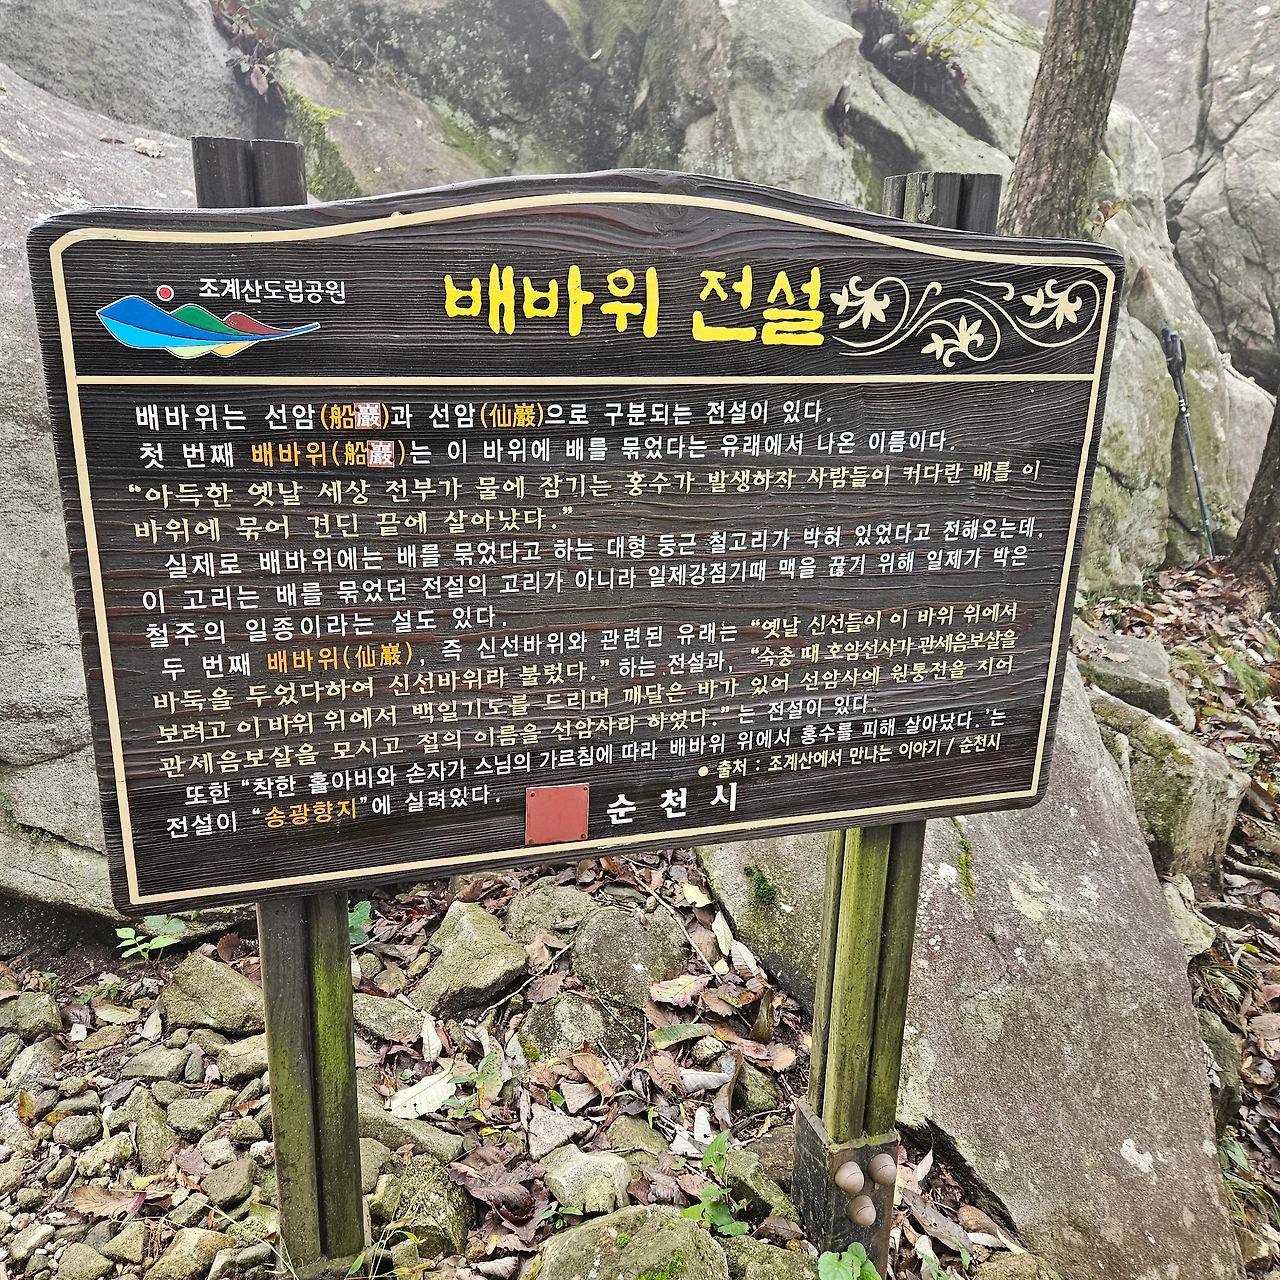 조계산도립공원
배바위 전설
배바위는 선암(船巖)과 선암(仙巖)으로 구분되는 전설이 있다.
첫 번째 배바위(船巖)는 이 바위에 배를 묶었다는 유래에서 나온 이름이다.
“아득한 옛날 세상 전부가 물에 잠기는 홍수가 발생하자 사람들이 커다란 배를 이
바위에 묶어 견딘 끝에 살아났다.”
실제로 배바위에는 배를 묶었다고 하는 대형 둥근 철고리가 박혀 있었다고 전해오는데.
이 고리는 배를 묶었던 전설의 고리가 아니라 일제강점기때 맥을 끊기 위해 일제가 박은
철주의 일종이라는 설도 있다.
두 번째 배바위(仙巖), 즉 신선바위와 관련된 유래는 “옛날 신선들이 이 바위 위에서
바둑을 두었다하여 신선바위라 불렀다.” 하는 전설과, “숙종 때 호암선사가 관세음보살을
보려고 이 바위 위에서 백일기도를 드리며 깨달은 바가 있어 선암사에 원통전을 지어
관세음보살을 모시고 절의 이름을 선암사라 하였다.”는 전설이 있다.
또한 “착한 홀아비와 손자가 스님의 가르침에 따라 배바위 위에서 홍수를 피해 살아났다.’는
전설이 “송광향지”에 실려있다.
● 출처 : 조계산에서 만나는 이야기 / 순천시
순천시